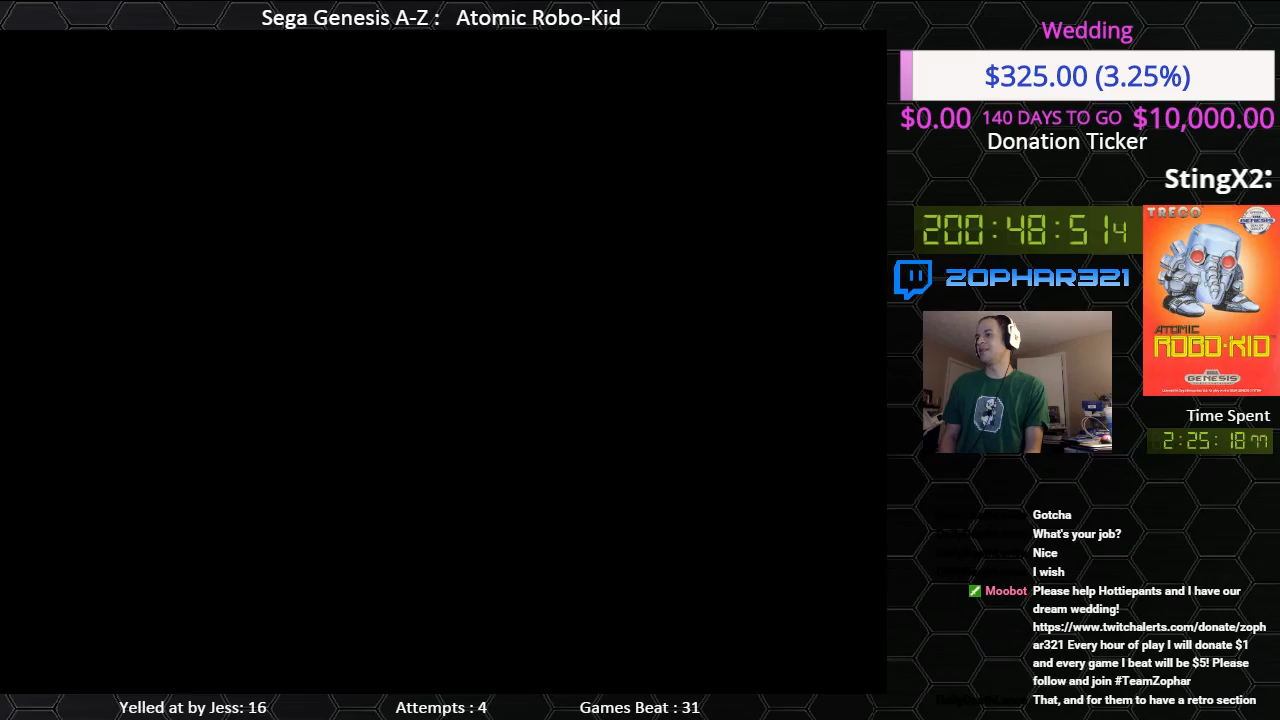 Sega Genesis A-Z :   Atomic Robo-Kid
Wedding
$325.00 (3.25%)
$0.00 140 DAYS TO GO $10,000.00
Donation Ticker
StingX2:
200:48:514
ZOPHAR321
TRECO
GENESIS
ATOMIC
ROBO·KID
SEGA
GENESIS
Time Spent
2:25:18 77
Gotcha
What's your job?
Nice
I wish
Moobot Please help Hottiepants and I have our
dream wedding!
https://www.twitchalerts.com/donate/zoph
ar321 Every hour of play I will donate $1
and every game I beat will be $5! Please
follow and join #TeamZophar
That, and for them to have a retro section
Yelled at by Jess: 16
Attempts : 4
Games Beat : 31